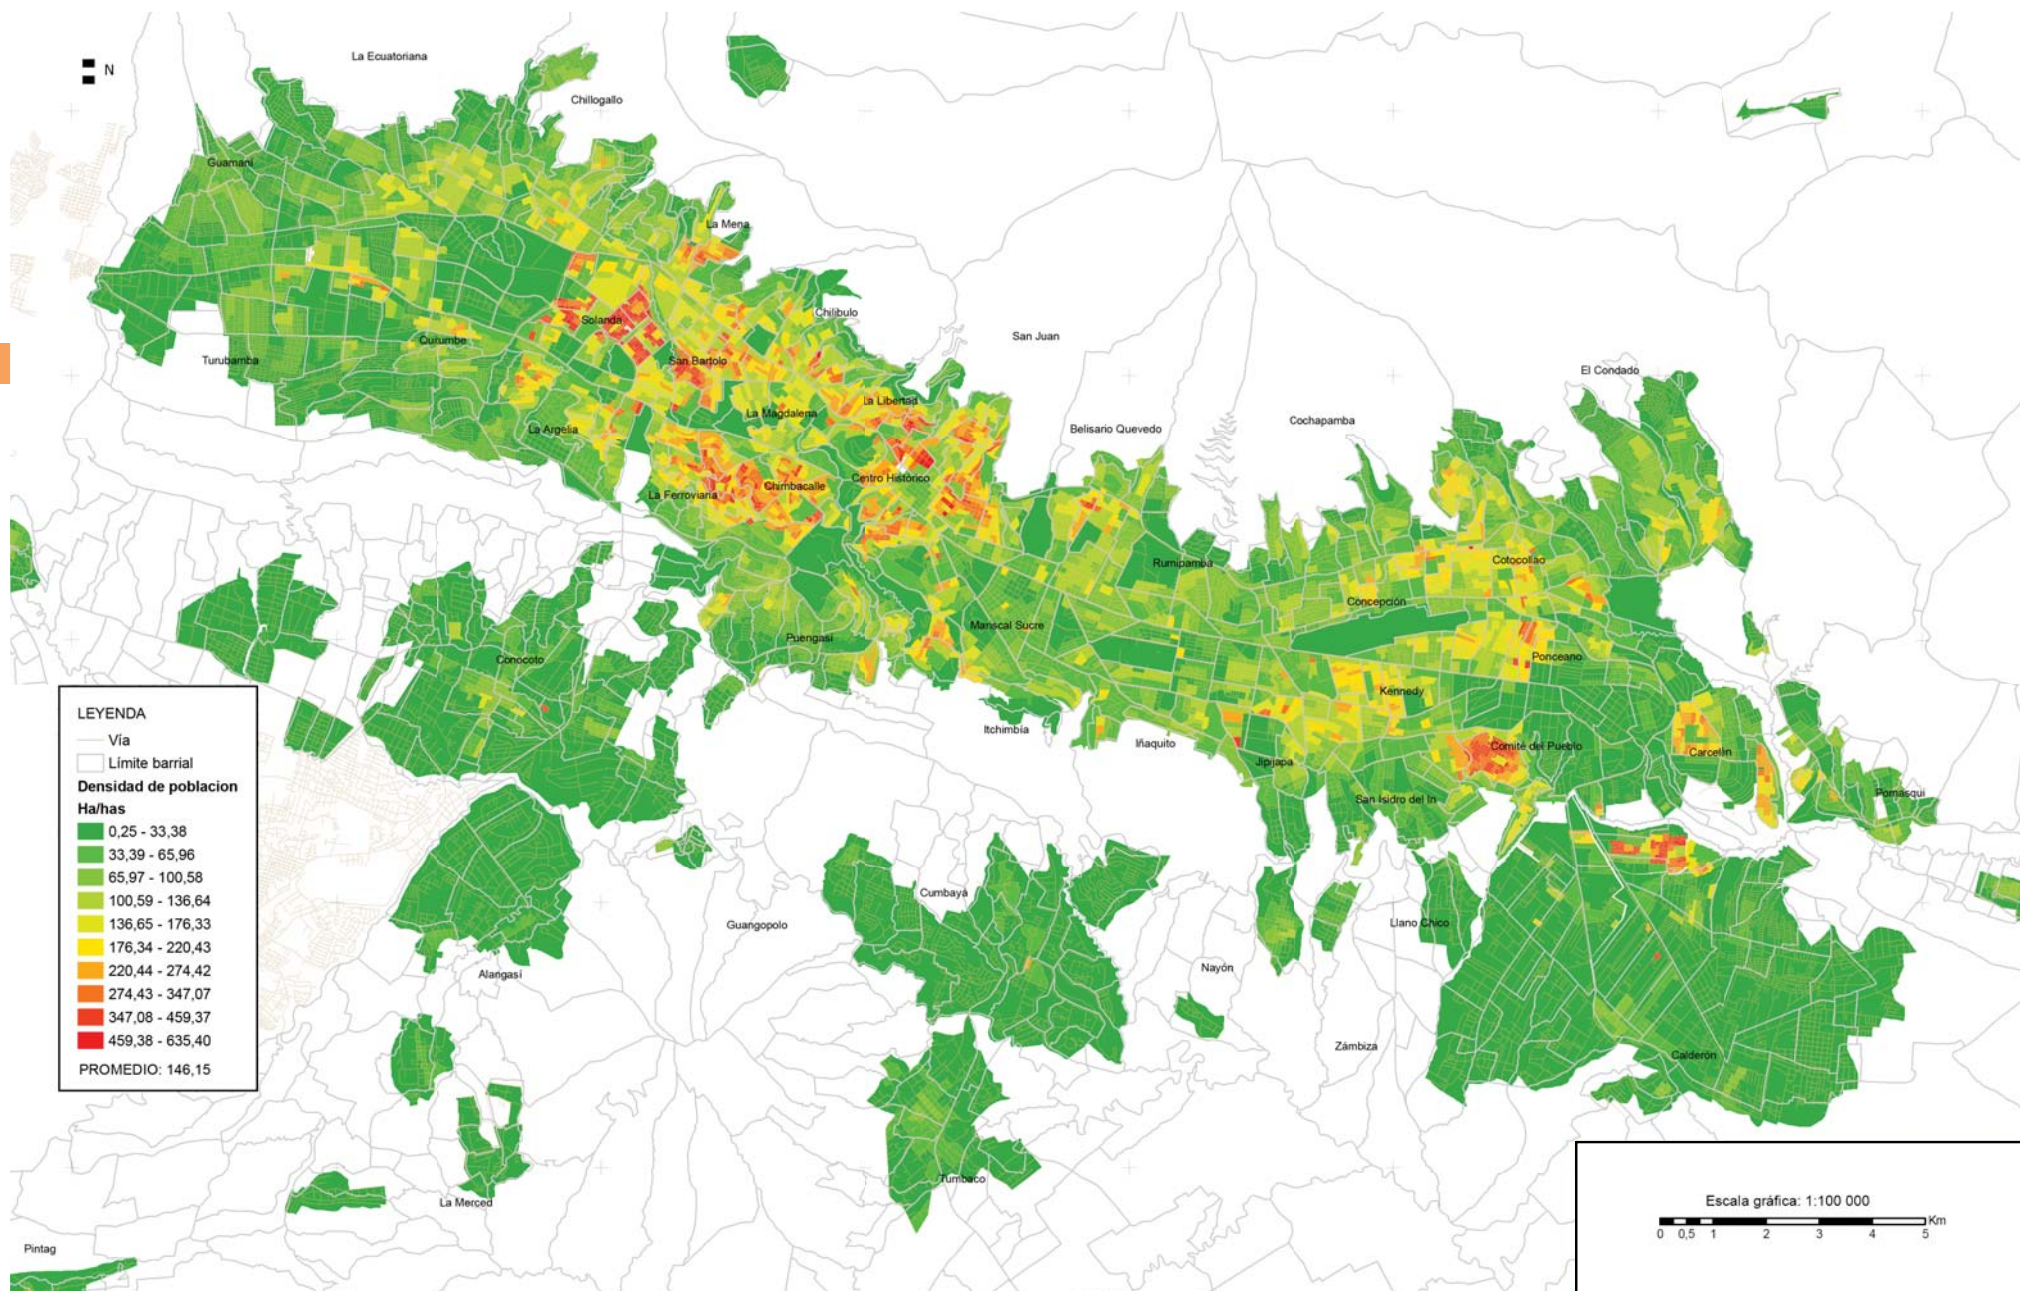 La Ecuatoriana
N
Chillogallo
Guamaní
La Mena
Chilibulo
Solanda
San Juan
Quitumbe
Turubamba
San Bartolo
El Condado
La Libertad
La Magdalena
Cochapamba
La Argelia
Belisario Quevedo
Centro Histórico
Chimbacalle
La Ferroviaria
Cotocollao
Rumipamba
Concepción
Mariscal Sucre
Puengasí
Ponceano
Conocoto
Kennedy
Itchimbía
Iñaquito
Comité del Pueblo
Carcelén
Jipijapa
Pomasqui
San Isidro del In
LEYENDA
Vía
Límite barrial
Densidad de poblacion
Ha/has
0,25 - 33,38
33,39 - 65,96
65,97 - 100,58
100,59 - 136,64
136,65 - 176,33
176,34 - 220,43
220,44 - 274,42
274,43 - 347,07
347,08 - 459,37
459,38 - 635,40
PROMEDIO: 146,15
Cumbayá
Guangopolo
Llano Chico
Nayón
Alangasí
Zámbiza
Calderón
Tumbaco
La Merced
Pintag
Escala gráfica: 1:100 000
Km
0 0,5 1 2 3 4 5